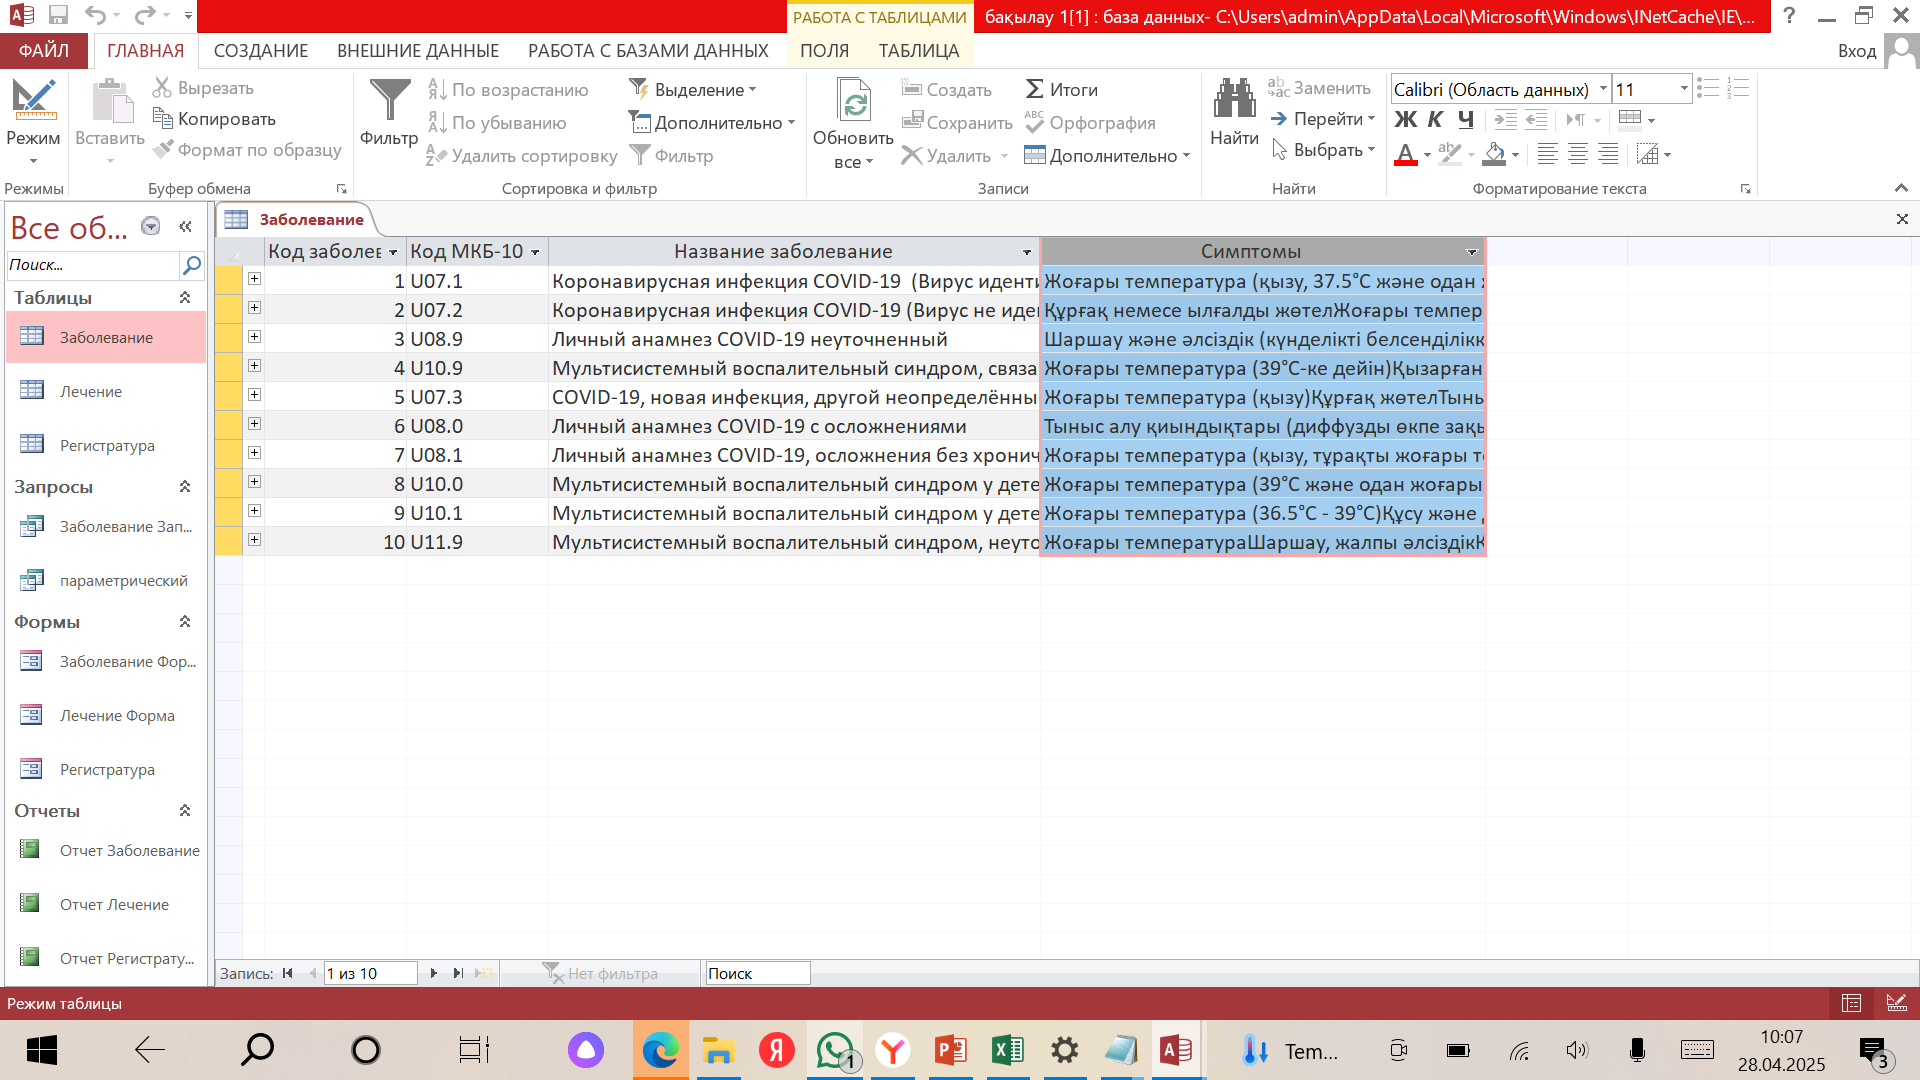 РАБОТА С ТАБЛИЦАМИ
бақылау 1[1] : база данных- C:\Users\admin\AppData\Local\Microsoft\Windows\INetCache\IE\...
ФАЙЛ ГЛАВНАЯ СОЗДАНИЕ ВНЕШНИЕ ДАННЫЕ РАБОТА С БАЗАМИ ДАННЫХ ПОЛЯ ТАБЛИЦА Вход
Режим
Режимы
Вставить
Вырезать
Копировать
Формат по образцу
Буфер обмена
Фильтр
По возрастанию
По убыванию
Удалить сортировку
Выделение
Дополнительно
Фильтр
Сортировка и фильтр
Обновить
все
Создать
Сохранить
Удалить
Итоги
Орфография
Дополнительно
Записи
Найти
Заменить
Перейти
Выбрать
Найти
Calibri (Область данных) 11
Ж К Ч
Форматирование текста
Все об...
Поиск...
Таблицы
Заболевание
Лечение
Регистратура
Запросы
Заболевание Зап...
параметрический
Формы
Заболевание Фор...
Лечение Форма
Регистратура
Отчеты
Отчет Заболевание
Отчет Лечение
Отчет Регистрату...
Заболевание
Код заболев Код МКБ-10 Название заболевание Симптомы
1 U07.1 Коронавирусная инфекция COVID-19 (Вирус иденти Жоғары температура (қызу, 37.5°C және одан ж
2 U07.2 Коронавирусная инфекция COVID-19 (Вирус не иден Құрғақ немесе ылғалды жөтелЖоғары темпер
3 U08.9 Личный анамнез COVID-19 неуточненный Шаршау және әлсіздік (күнделікті белсенділікк
4 U10.9 Мультисистемный воспалительный синдром, связа Жоғары температура (39°C-ке дейін)Қызарған
5 U07.3 COVID-19, новая инфекция, другой неопределённы Жоғары температура (қызу)Құрғақ жөтелТыны
6 U08.0 Личный анамнез COVID-19 с осложнениями Тыныс алу қиындықтары (диффузды өкпе зақы
7 U08.1 Личный анамнез COVID-19, осложнения без хронич Жоғары температура (қызу, тұрақты жоғары те
8 U10.0 Мультисистемный воспалительный синдром у дете Жоғары температура (39°C және одан жоғары
9 U10.1 Мультисистемный воспалительный синдром у дете Жоғары температура (36.5°C - 39°C)Құсу және
10 U11.9 Мультисистемный воспалительный синдром, неуто Жоғары температураШаршау, жалпы әлсіздікҚ
Запись: 1 из 10 Нет фильтра Поиск
Режим таблицы
1
Tem...
10:07
28.04.2025
3